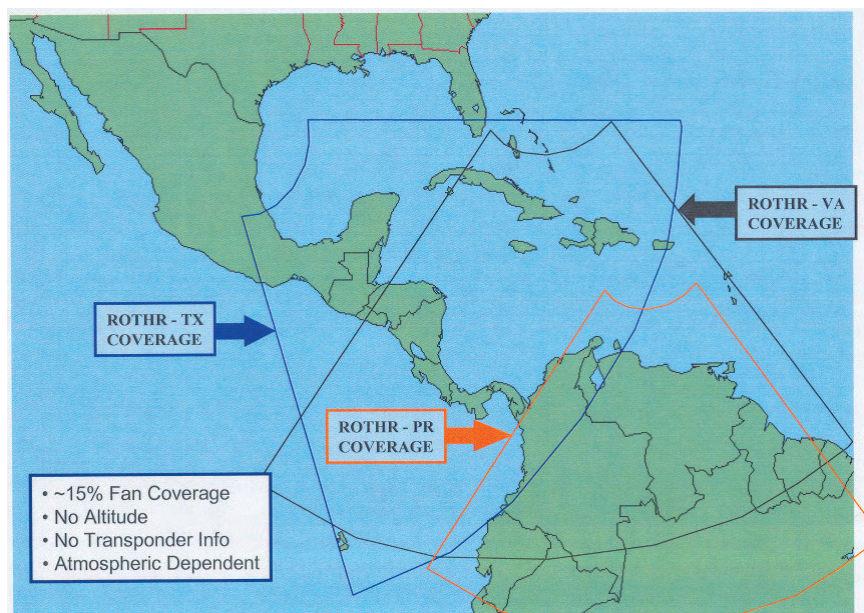 ROTHR - VA
COVERAGE
ROTHR - TX
COVERAGE
ROTHR - PR
COVERAGE
• ~15% Fan Coverage
• No Altitude
• No Transponder Info
• Atmospheric Dependent